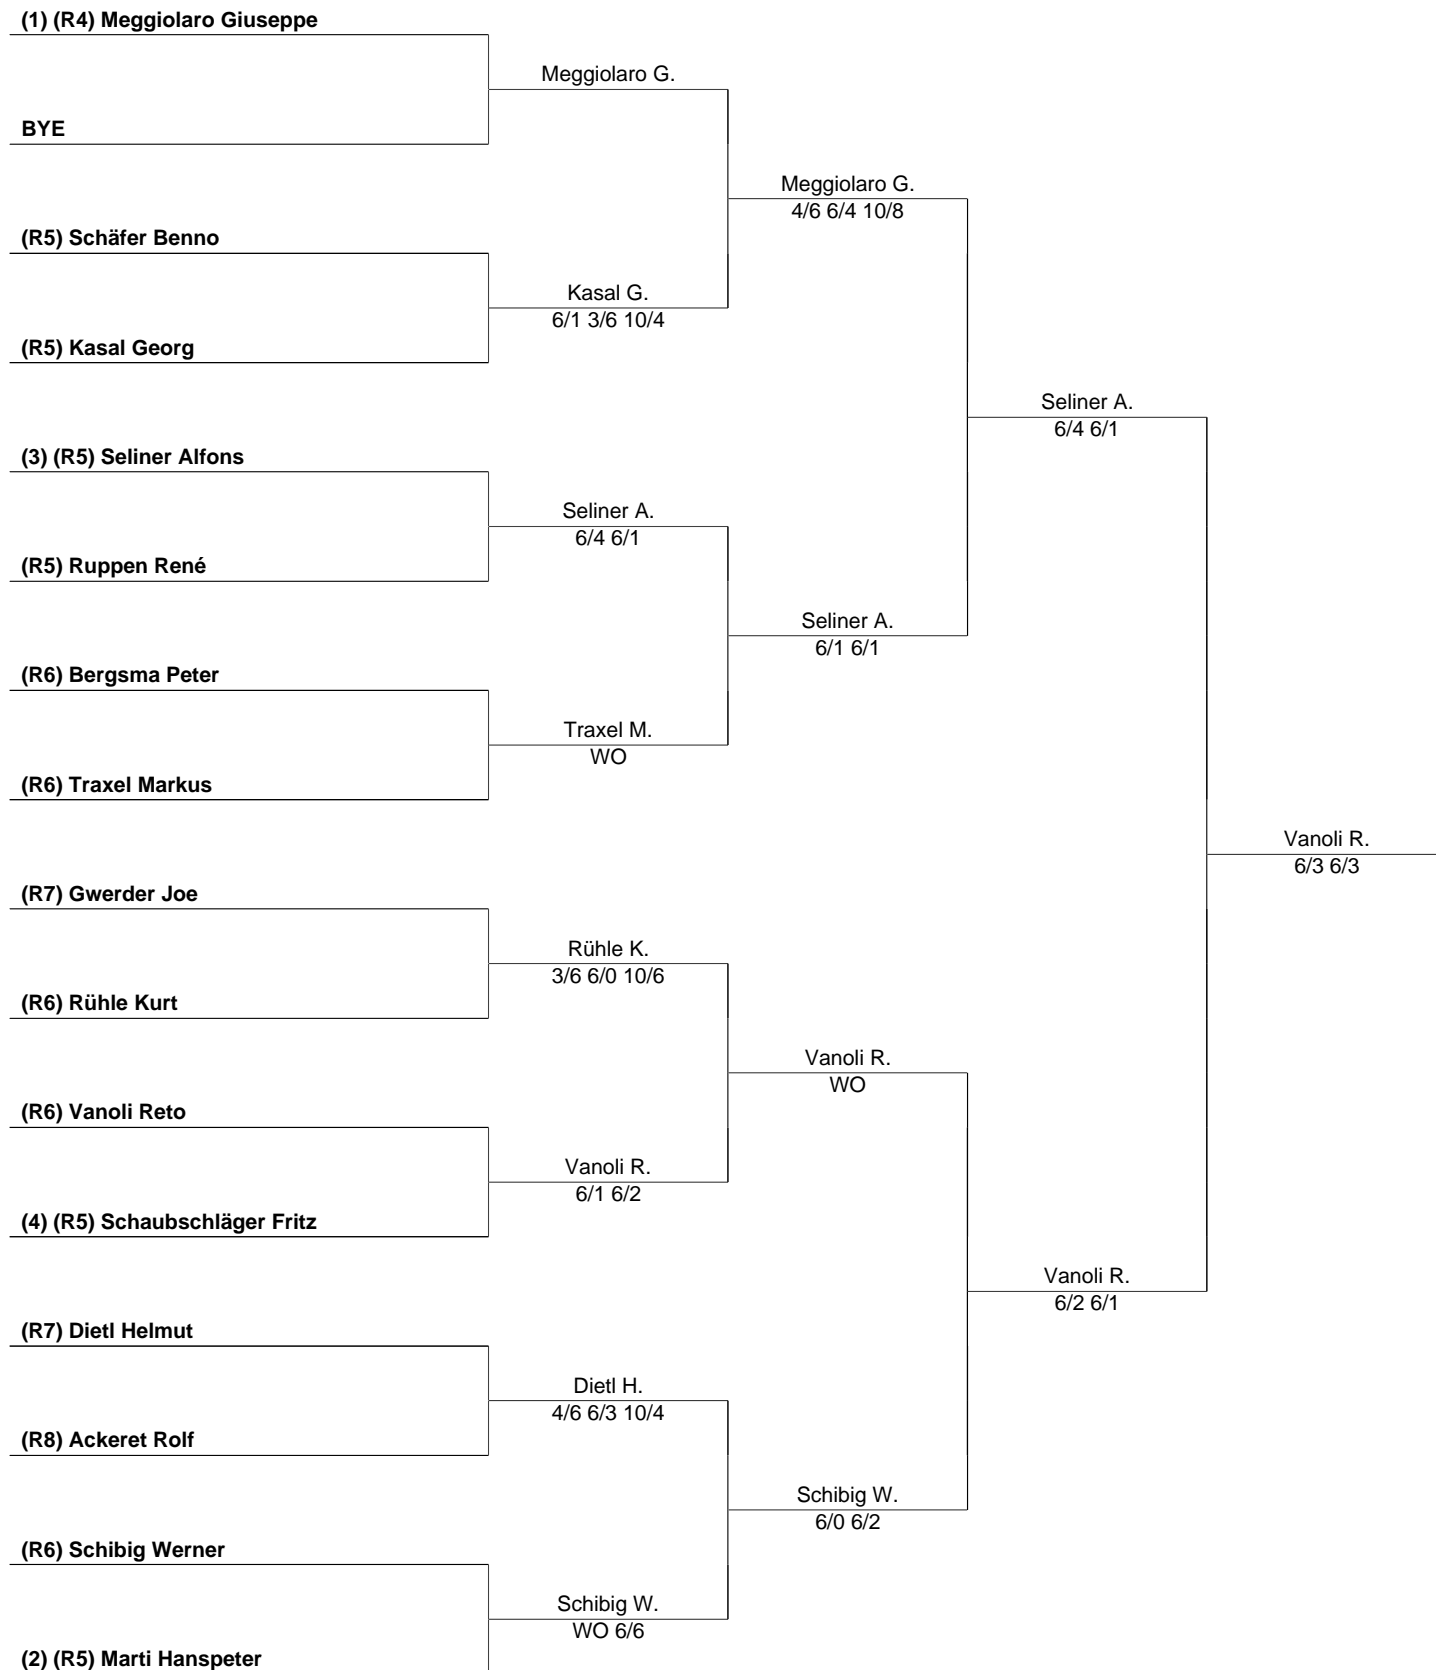 (1) (R4) Meggiolaro Giuseppe
Meggiolaro G.
BYE
Meggiolaro G.
4/6 6/4 10/8
(R5) Schäfer Benno
Kasal G.
6/1 3/6 10/4
(R5) Kasal Georg
Seliner A.
6/4 6/1
(3) (R5) Seliner Alfons
Seliner A.
6/4 6/1
(R5) Ruppen René
Seliner A.
6/1 6/1
(R6) Bergsma Peter
Traxel M.
WO
(R6) Traxel Markus
Vanoli R.
6/3 6/3
(R7) Gwerder Joe
Rühle K.
3/6 6/0 10/6
(R6) Rühle Kurt
Vanoli R.
WO
(R6) Vanoli Reto
Vanoli R.
6/1 6/2
(4) (R5) Schaubschläger Fritz
Vanoli R.
6/2 6/1
(R7) Dietl Helmut
Dietl H.
4/6 6/3 10/4
(R8) Ackeret Rolf
Schibig W.
6/0 6/2
(R6) Schibig Werner
Schibig W.
WO 6/6
(2) (R5) Marti Hanspeter